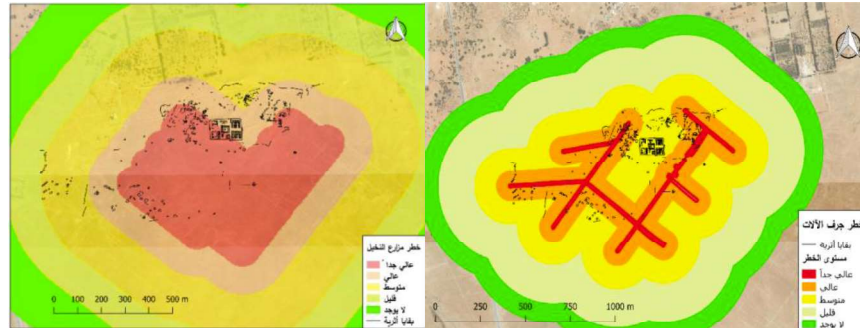 خطر مزارع النخيل
عالي جداً
عالي
متوسط
قليل
لا يوجد
بقايا أثرية
0 100 200 300 400 500 m
خطر جرف الآلات
بقايا أثرية
مستوى الخطر
عالي جداً
عالي
متوسط
قليل
لا يوجد
0 250 500 750 1000 m